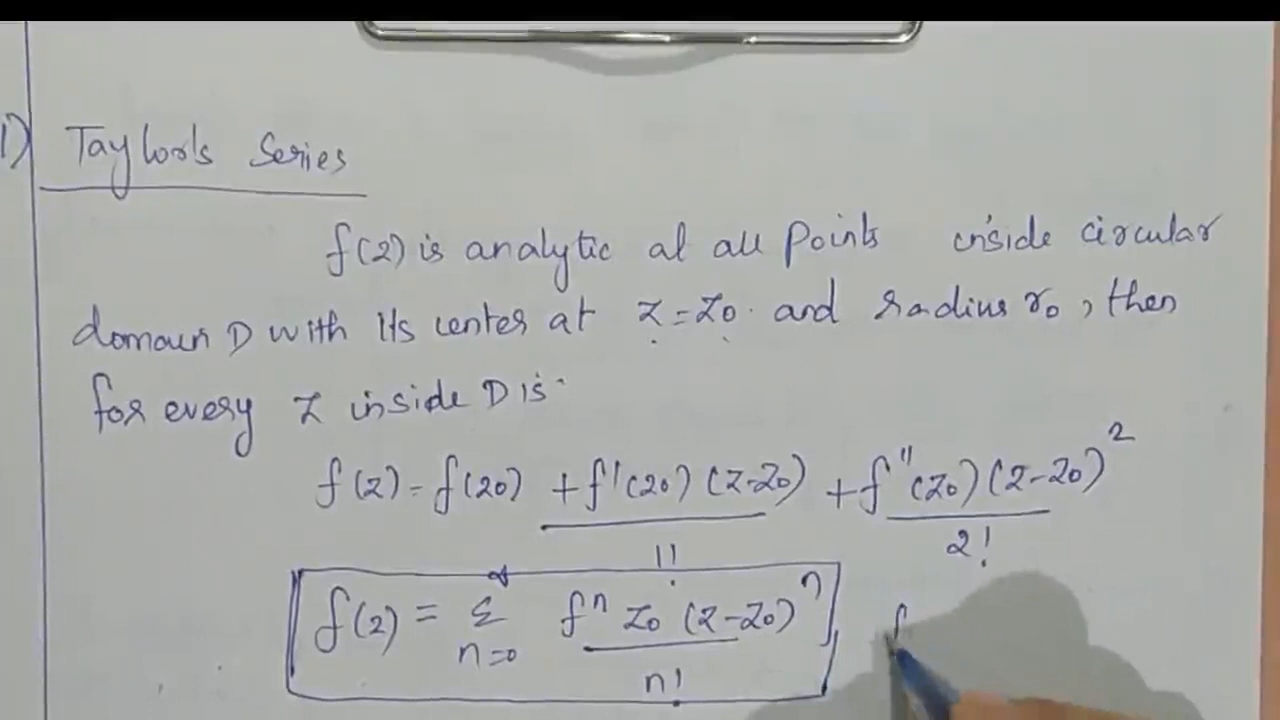 1) Taylor's Series
f(z) is analytic at all points inside circular
domain D with its center at z = z0. and radius r0, then
for every z inside D is
f(z) = f(z0) + f'(z0)(z-z0)/1! + f''(z0)(z-z0)^2/2!
f(z) = Σ_{n=0}^{∞} f^n z0 (z-z0)^n/n! f